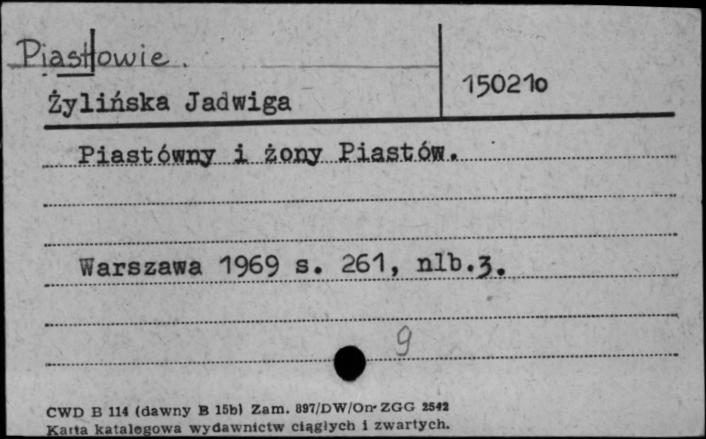 Piastowie.
150210
Żylińska Jadwiga
Piastówny i żony Piastów.
Warszawa 1969 s. 261, nlb.3.
9
CWD B 114 (dawny B 15b) Zam. 897/DW/On-ZGG 2542
Karta katalogowa wydawnictw ciągłych i zwartych.